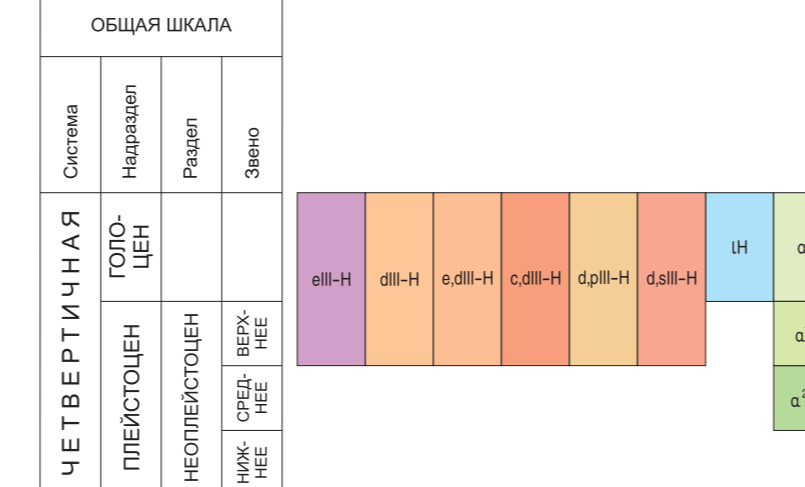 ОБЩАЯ ШКАЛА
Система
Надраздел
Раздел
Звено
ЧЕТВЕРТИЧНАЯ
ГОЛО-
ЦЕН
ПЛЕЙСТОЦЕН
НЕОПЛЕЙСТОЦЕН
ВЕРХ-
НЕЕ
СРЕД-
НЕЕ
НИЖ-
НЕЕ
eIII–H
dIII–H
e,dIII–H
c,dIII–H
d,pIII–H
d,sIII–H
lH